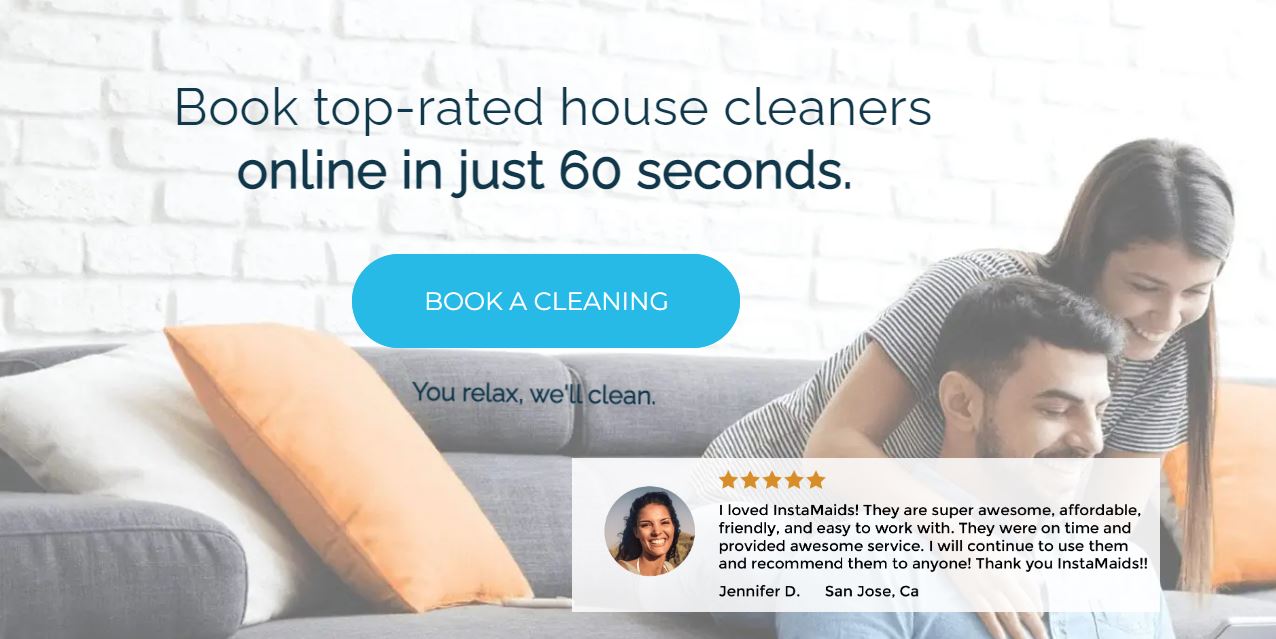 Book top-rated house cleaners
online in just 60 seconds.
BOOK A CLEANING
You relax, we'll clean.
I loved InstaMaids! They are super awesome, affordable,
friendly, and easy to work with. They were on time and
provided awesome service. I will continue to use them
and recommend them to anyone! Thank you InstaMaids!!
Jennifer D. San Jose, Ca